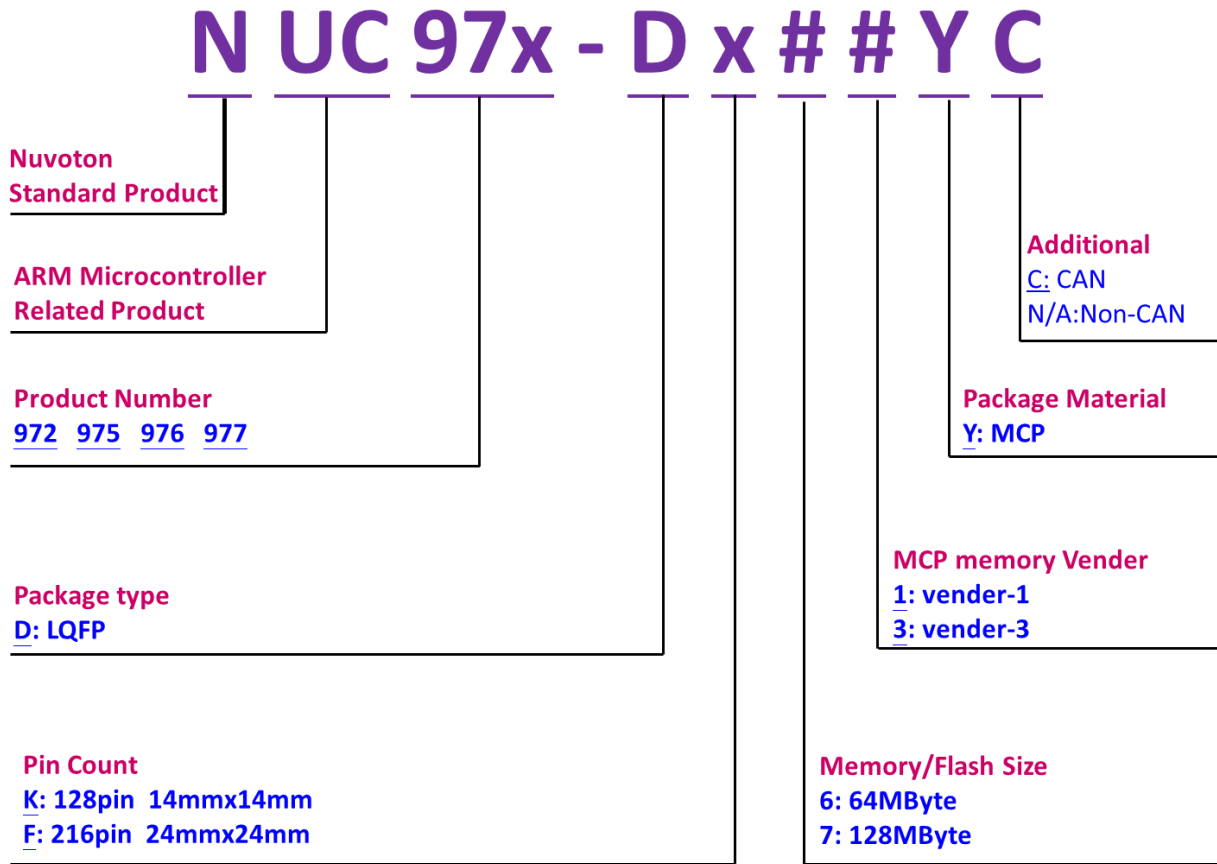 N UC 97x - D x # # Y C
Nuvoton
Standard Product
ARM Microcontroller
Related Product
Product Number
972 975 976 977
Package type
D: LQFP
Pin Count
K: 128pin 14mmx14mm
F: 216pin 24mmx24mm
Additional
C: CAN
N/A:Non-CAN
Package Material
Y: MCP
MCP memory Vender
1: vender-1
3: vender-3
Memory/Flash Size
6: 64MByte
7: 128MByte